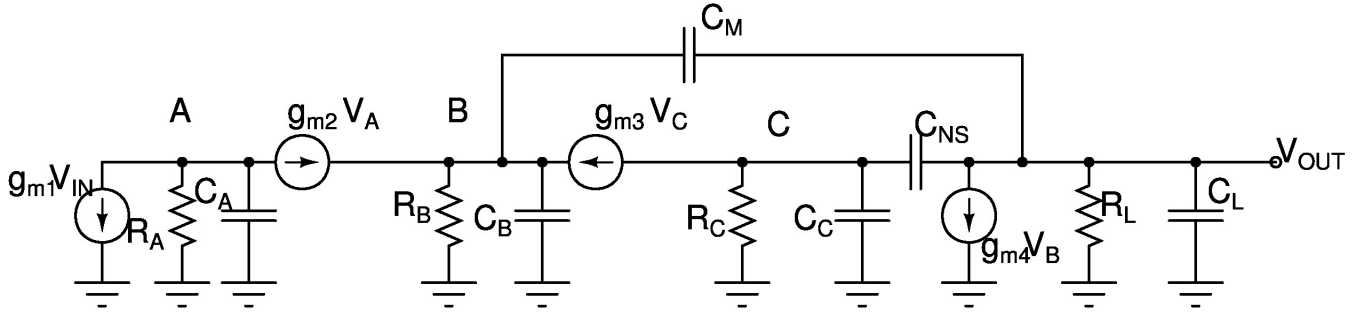 C_M
A
g_m2 V_A
B
g_m3 V_C
C
C_NS
V_OUT
g_m1V_IN
R_A
C_A
R_B
C_B
R_C
C_C
g_m4V_B
R_L
C_L